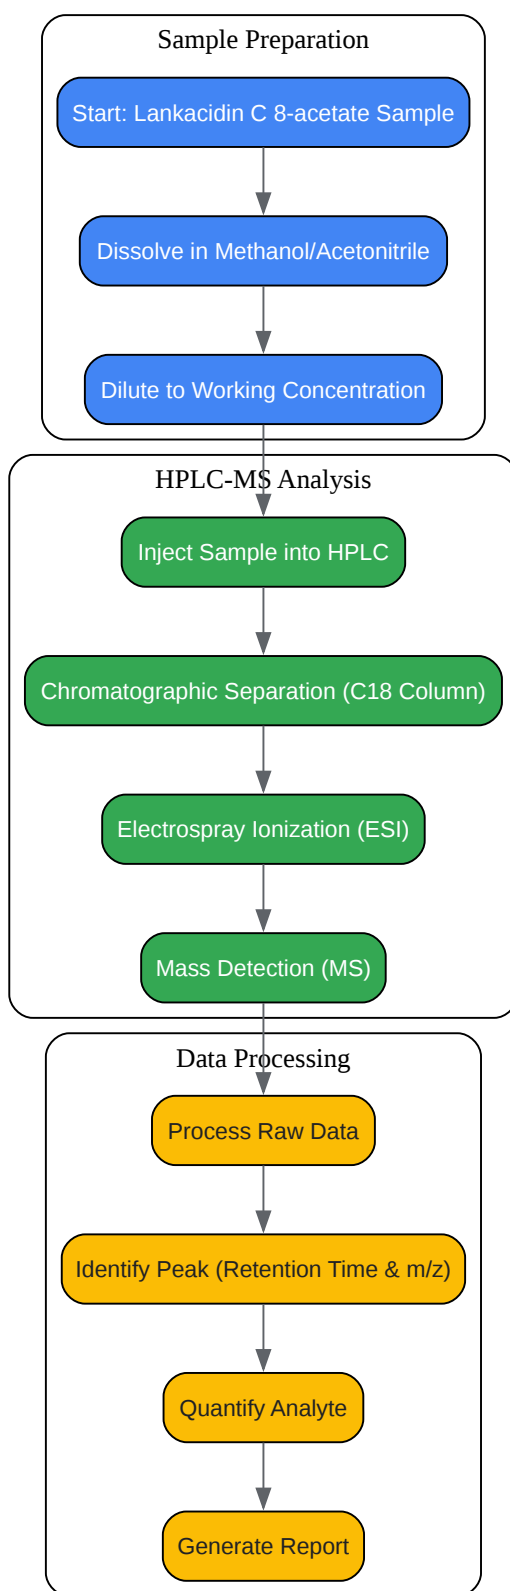 Sample Preparation
Start: Lankacidin C 8-acetate Sample
Dissolve in Methanol/Acetonitrile
Dilute to Working Concentration
HPLC-MS Analysis
Inject Sample into HPLC
Chromatographic Separation (C18 Column)
Electrospray Ionization (ESI)
Mass Detection (MS)
Data Processing
Process Raw Data
Identify Peak (Retention Time & m/z)
Quantify Analyte
Generate Report